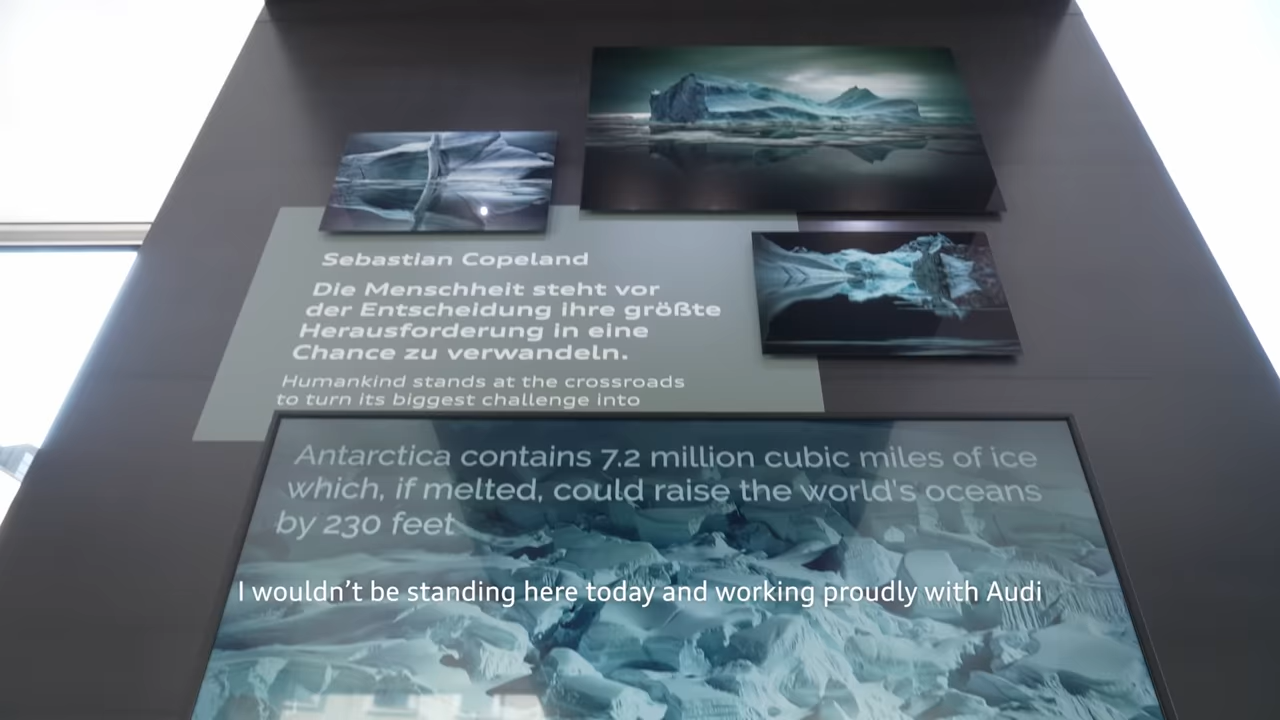 Sebastian Copeland
Die Menschheit steht vor
der Entscheidung ihre größte
Herausforderung in eine
Chance zu verwandeln.
Humankind stands at the crossroads
to turn its biggest challenge into
Antarctica contains 7.2 million cubic miles of ice
which, if melted, could raise the world's oceans
by 230 feet
I wouldn't be standing here today and working proudly with Audi